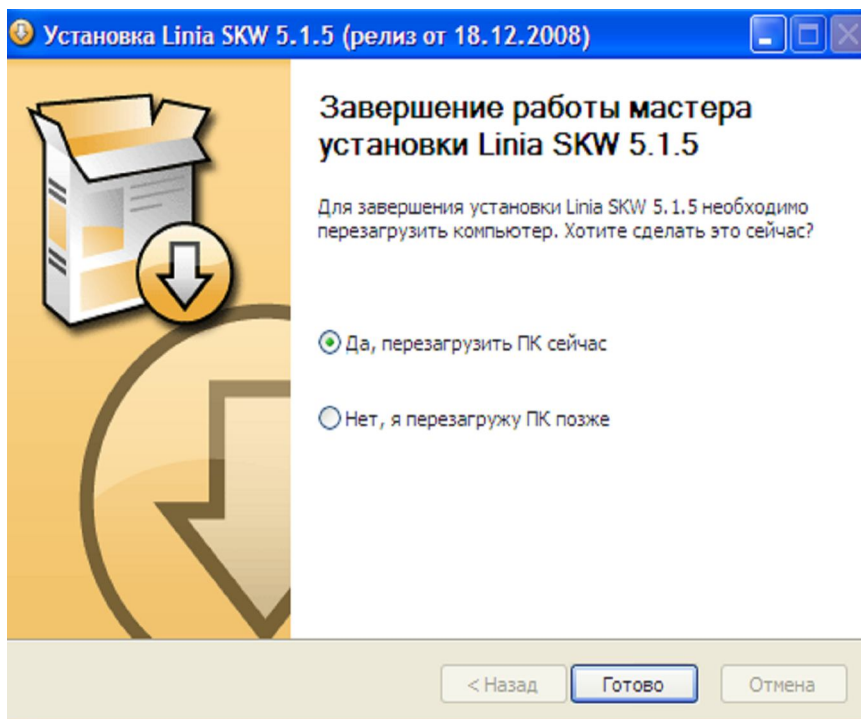 Установка Linia SKW 5.1.5 (релиз от 18.12.2008)
Завершение работы мастера
установки Linia SKW 5.1.5
Для завершения установки Linia SKW 5.1.5 необходимо
перезагрузить компьютер. Хотите сделать это сейчас?
Да, перезагрузить ПК сейчас
Нет, я перезагружу ПК позже
< Назад Готово Отмена